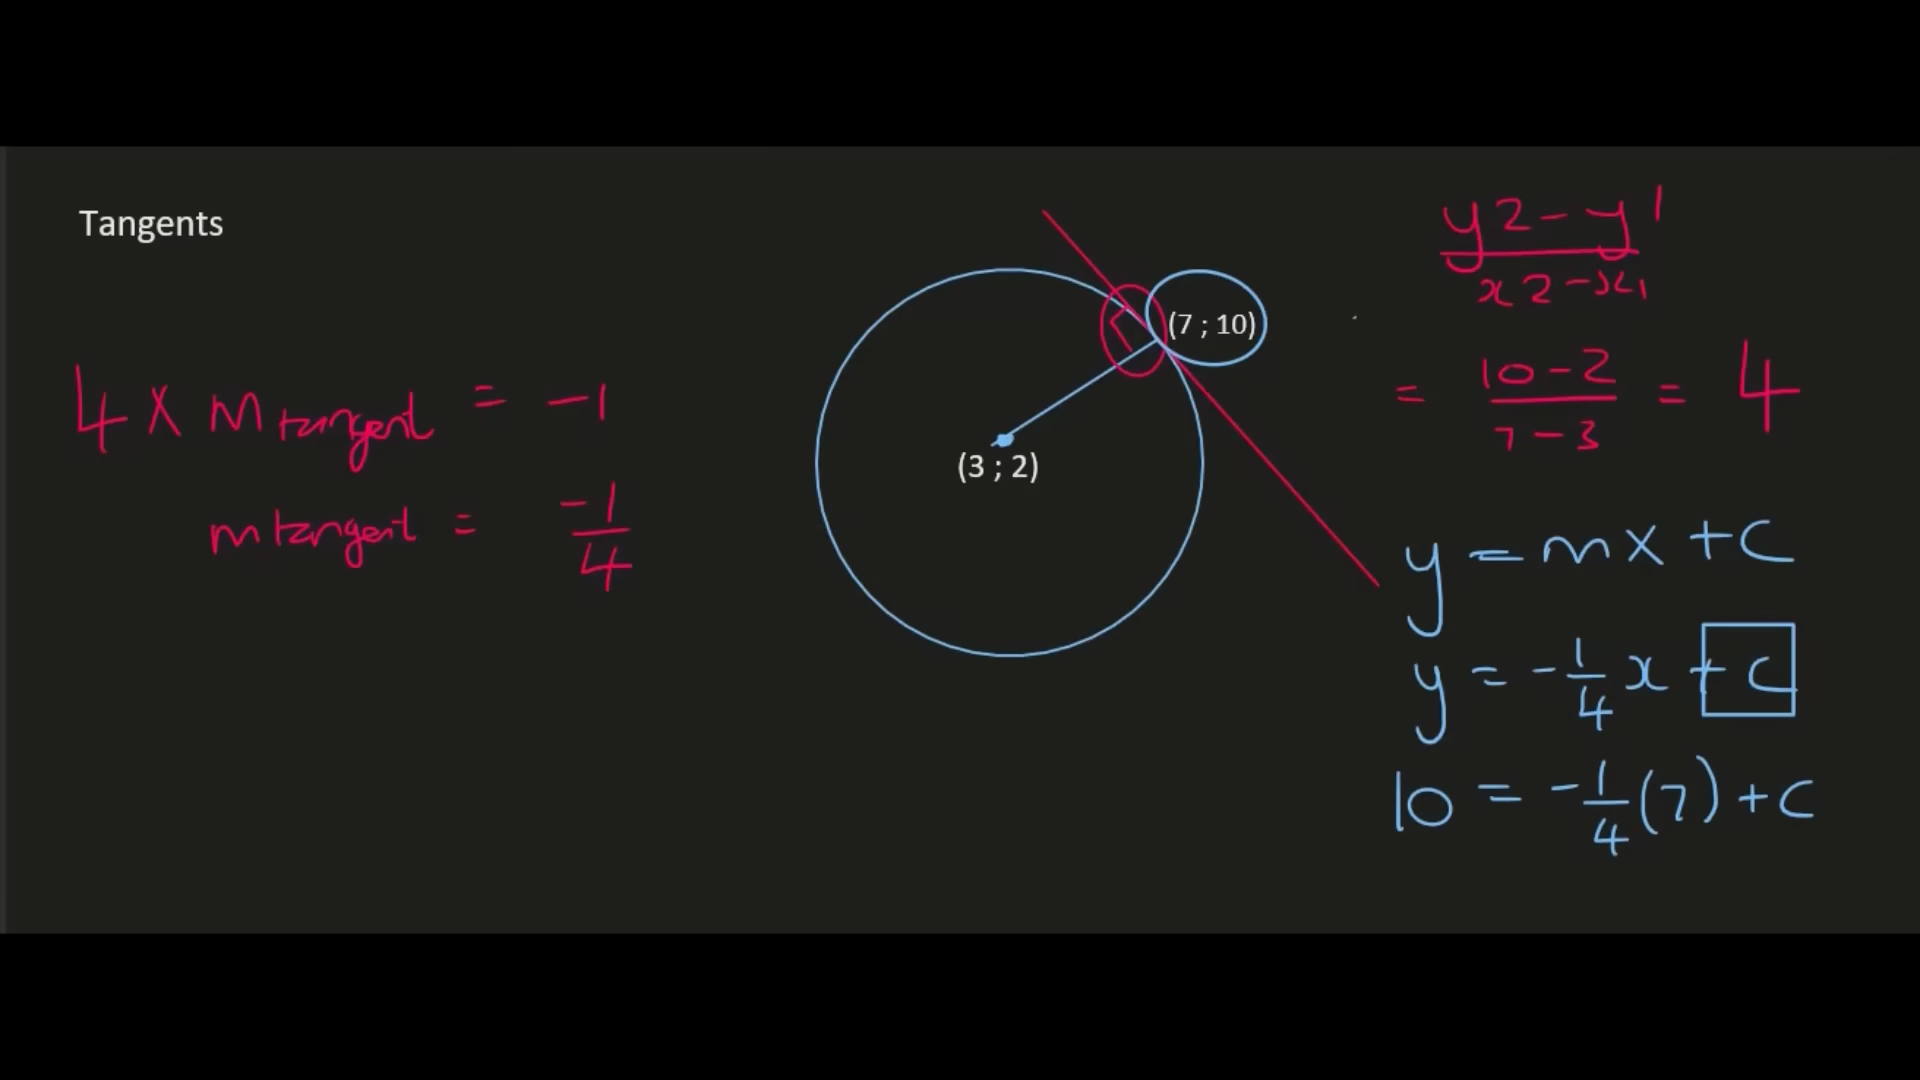 Tangents
4 × m tangent = -1
m tangent = -1/4
(7 ; 10)
(3 ; 2)
y2 - y1
x2 - x1
= 10 - 2 / 7 - 3 = 4
y = mx + c
y = -1/4 x + c
10 = -1/4 (7) + c